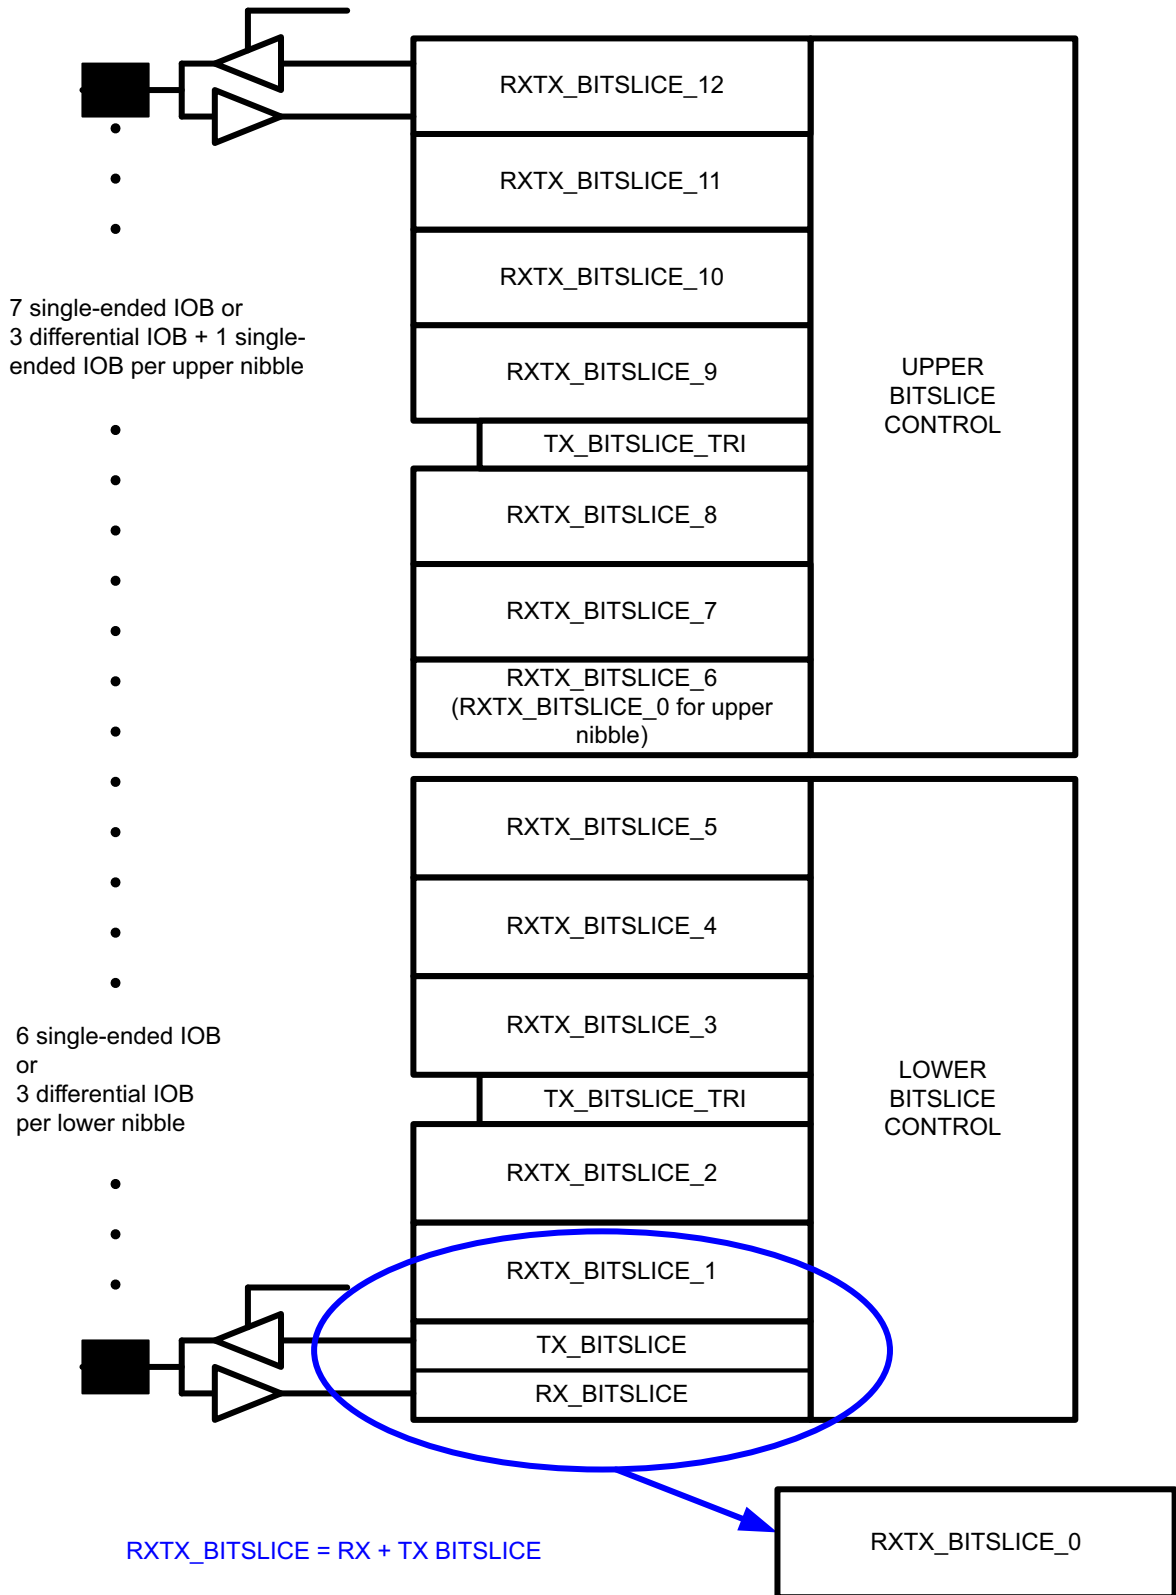 RXTX_BITSLICE_12
RXTX_BITSLICE_11
RXTX_BITSLICE_10
7 single-ended IOB or
3 differential IOB + 1 single-
ended IOB per upper nibble
RXTX_BITSLICE_9
UPPER
BITSLICE
CONTROL
TX_BITSLICE_TRI
RXTX_BITSLICE_8
RXTX_BITSLICE_7
RXTX_BITSLICE_6
(RXTX_BITSLICE_0 for upper
nibble)
RXTX_BITSLICE_5
RXTX_BITSLICE_4
RXTX_BITSLICE_3
6 single-ended IOB
or
3 differential IOB
per lower nibble
LOWER
BITSLICE
CONTROL
TX_BITSLICE_TRI
RXTX_BITSLICE_2
RXTX_BITSLICE_1
TX_BITSLICE
RX_BITSLICE
RXTX_BITSLICE = RX + TX BITSLICE
RXTX_BITSLICE_0